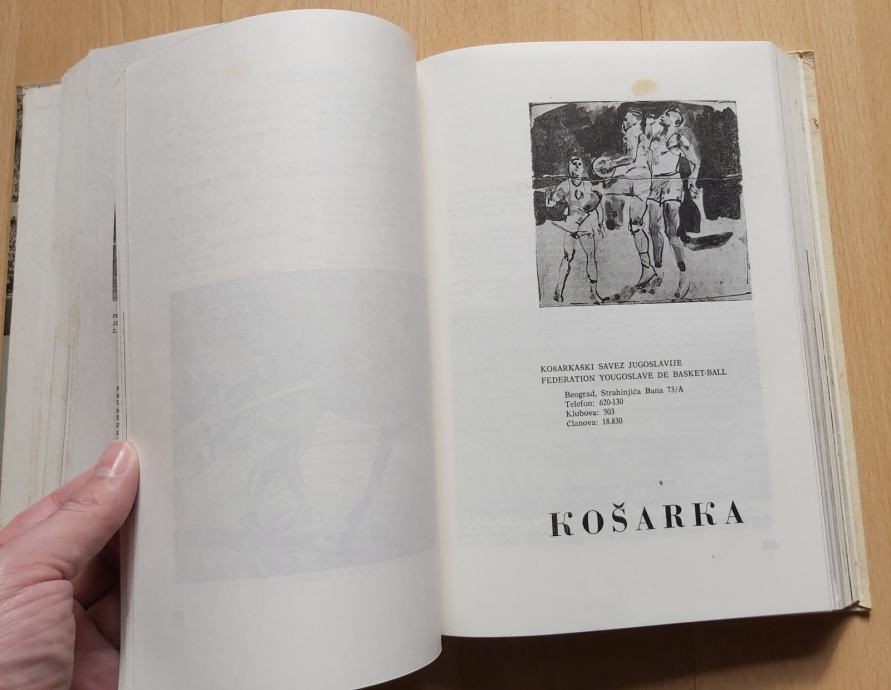 KOŠARKAŠKI SAVEZ JUGOSLAVIJE
FEDERATION YOUGOSLAVE DE BASKET-BALL
Beograd, Strahinjića Bana 73/A
Telefon: 620-130
Klubova: 503
Članova: 18.830
KOŠARKA